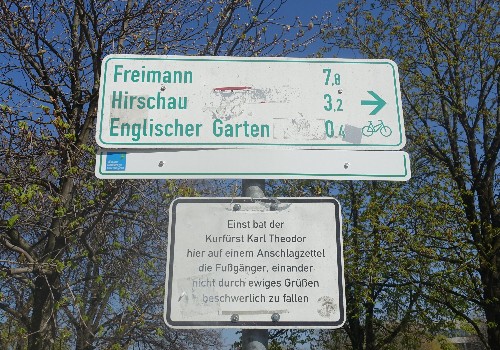 Freimann 7,8
Hirschau 3,2
Englischer Garten 0,4
Einst bat der
Kurfürst Karl Theodor
hier auf einem Anschlagzettel
die Fußgänger, einander
nicht durch ewiges Grüßen
beschwerlich zu fallen